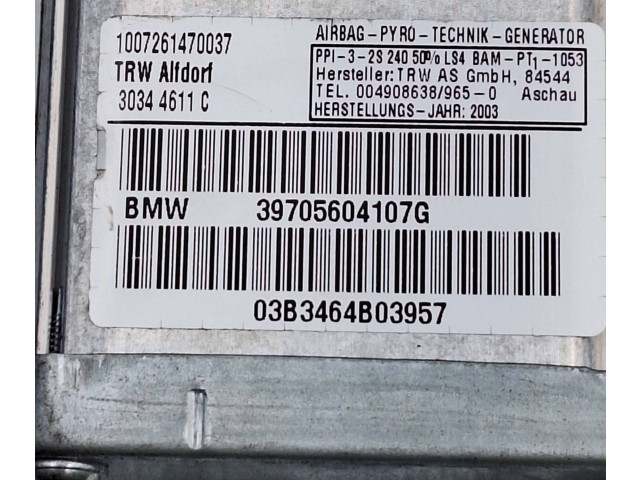 1007261470037
TRW Alfdorf
3034 4611 C
AIRBAG-PYRO-TECHNIK-GENERATOR
PPI-3-2S 240 50% LS4 BAM-PT1-1053
Hersteller: TRW AS GmbH, 84544
TEL. 004908638/965-0 Aschau
HERSTELLUNGS-JAHR: 2003
BMW 39705604107G
03B3464B03957